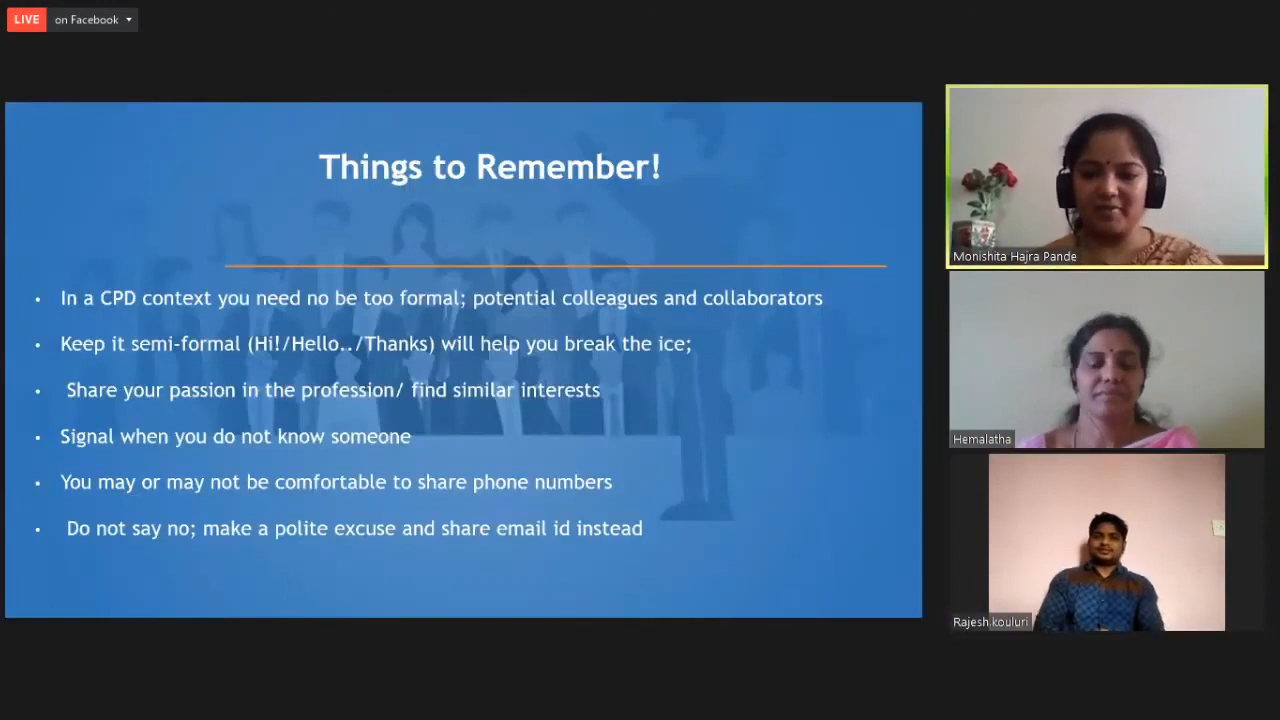 LIVE on Facebook
Things to Remember!
• In a CPD context you need no be too formal; potential colleagues and collaborators
• Keep it semi-formal (Hi!/Hello../Thanks) will help you break the ice;
• Share your passion in the profession/ find similar interests
• Signal when you do not know someone
• You may or may not be comfortable to share phone numbers
• Do not say no; make a polite excuse and share email id instead
Monishita Hajra Pande
Hemalatha
Rajesh.kouluri